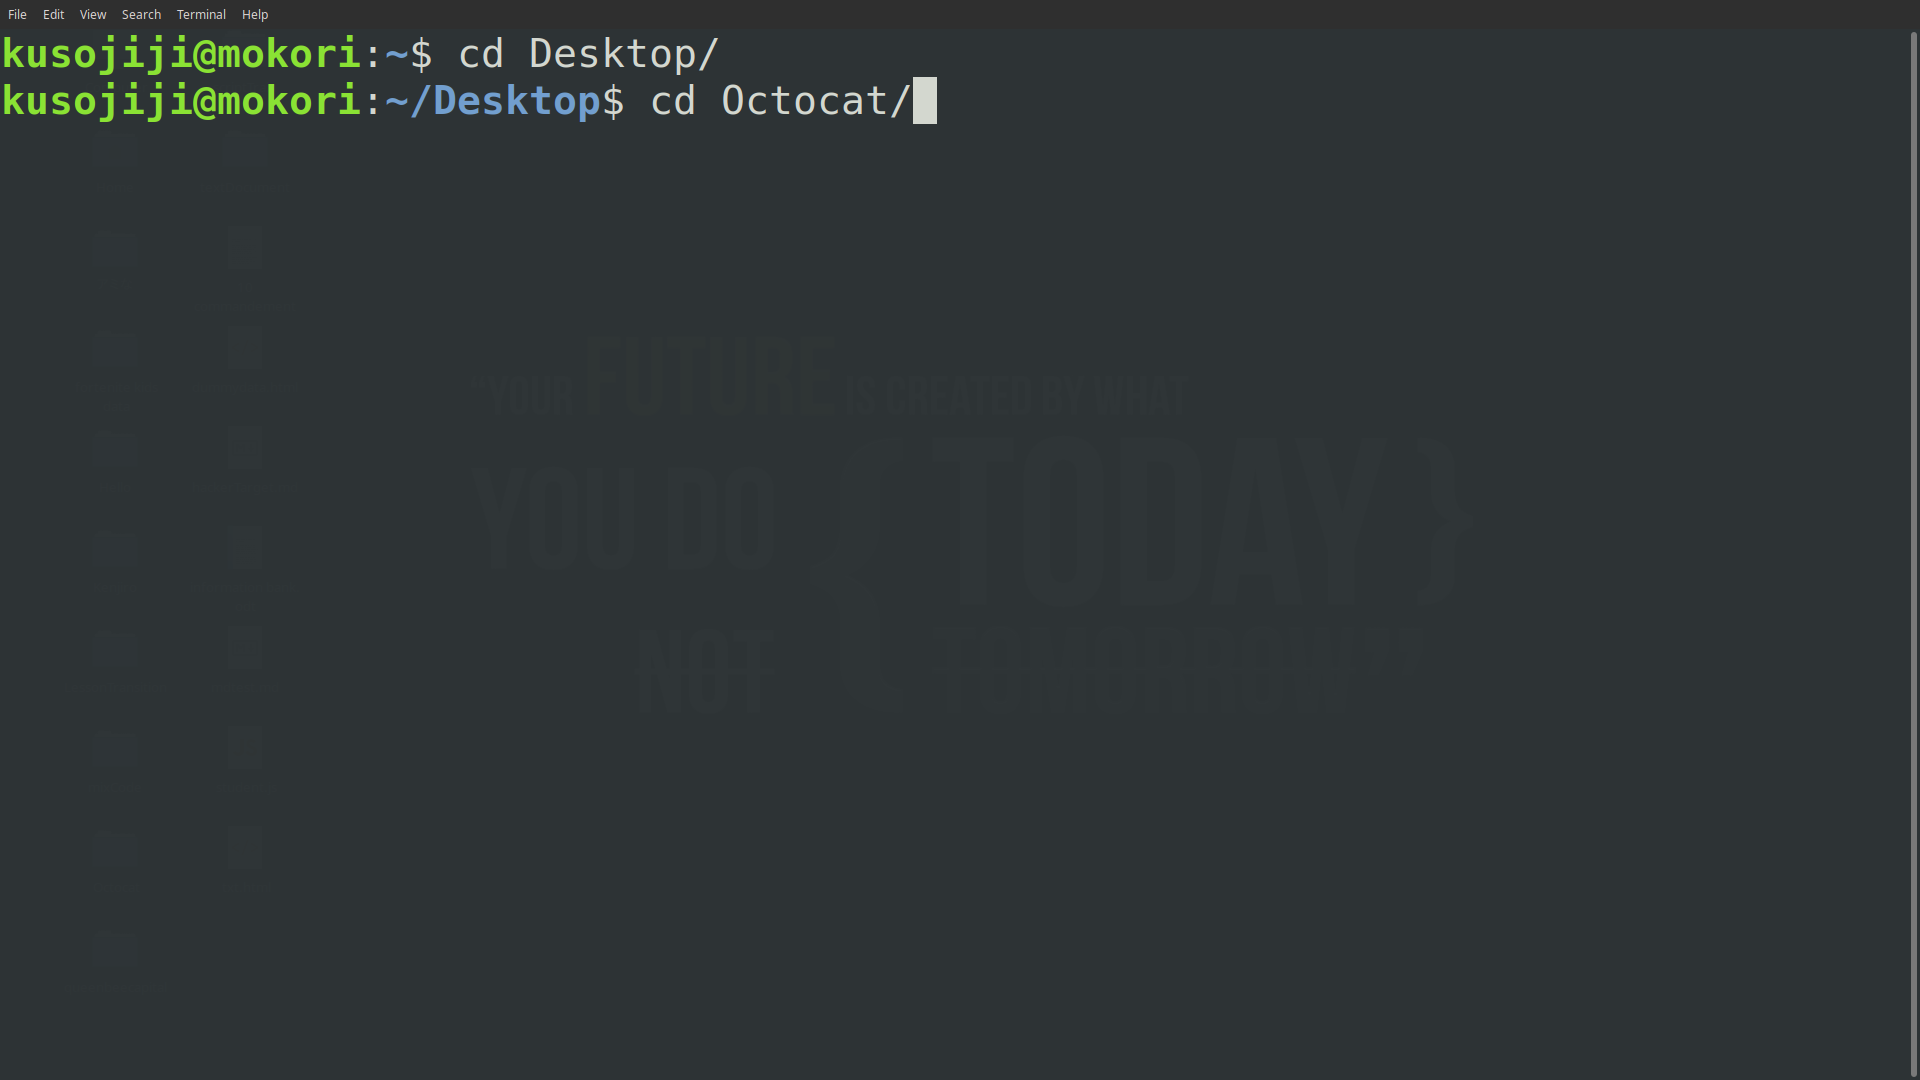 File Edit View Search Terminal Help
kusojiji@mokori:~$ cd Desktop/
kusojiji@mokori:~/Desktop$ cd Octocat/
"YOUR FUTURE IS CREATED BY WHAT
YOU DO { TODAY }
NOT TOMORROW"